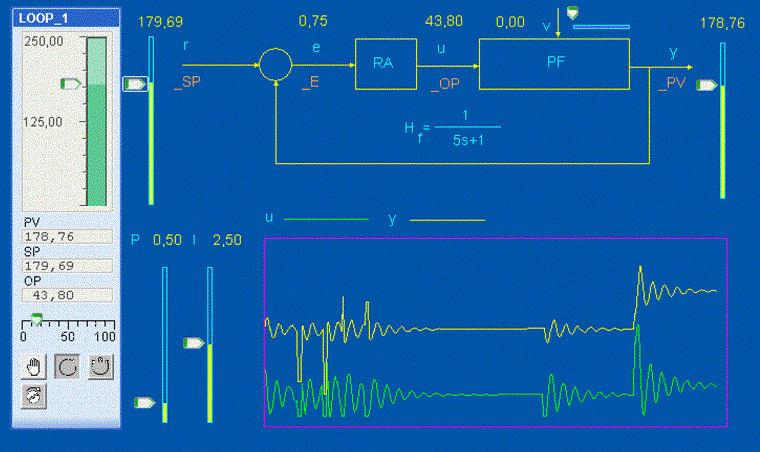 LOOP_1
250,00
125,00
PV
178,76
SP
179,69
OP
43,80
0 50 100
179,69
0,75
43,80
0,00
v
178,76
r
e
RA
u
PF
y
_SP
_E
_OP
_PV
H f = 1
5s+1
u
y
P 0,50 I 2,50